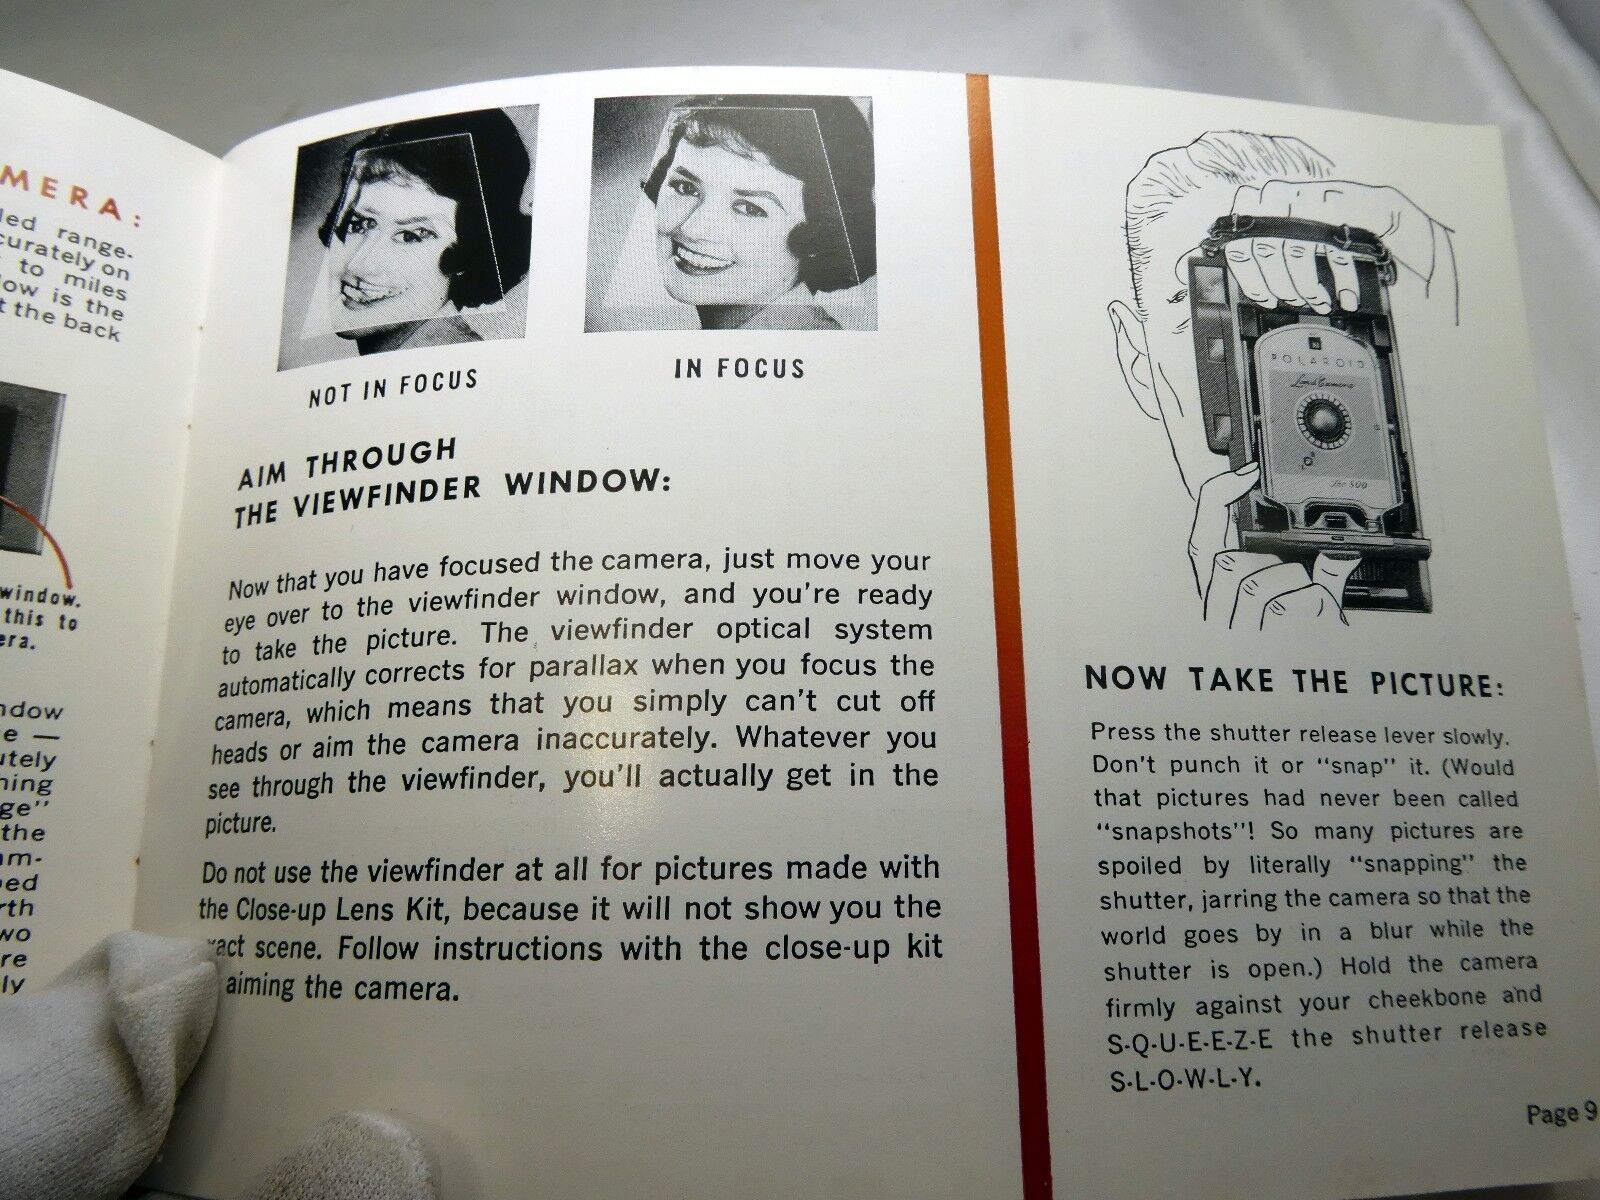 MERA:
led range-
curately on
to miles
low is the
t the back
window.
this to
era.
ndow
e —
utely
ning
ge"
the
am-
ped
rth
wo
re
ly
NOT IN FOCUS
IN FOCUS
AIM THROUGH
THE VIEWFINDER WINDOW:
Now that you have focused the camera, just move your
eye over to the viewfinder window, and you're ready
to take the picture. The viewfinder optical system
automatically corrects for parallax when you focus the
camera, which means that you simply can't cut off
heads or aim the camera inaccurately. Whatever you
see through the viewfinder, you'll actually get in the
picture.
Do not use the viewfinder at all for pictures made with
the Close-up Lens Kit, because it will not show you the
xact scene. Follow instructions with the close-up kit
aiming the camera.
POLAROID
Land Camera
The 800
NOW TAKE THE PICTURE:
Press the shutter release lever slowly.
Don't punch it or "snap" it. (Would
that pictures had never been called
"snapshots"! So many pictures are
spoiled by literally "snapping" the
shutter, jarring the camera so that the
world goes by in a blur while the
shutter is open.) Hold the camera
firmly against your cheekbone and
S-Q-U-E-E-Z-E the shutter release
S-L-O-W-L-Y.
Page 9